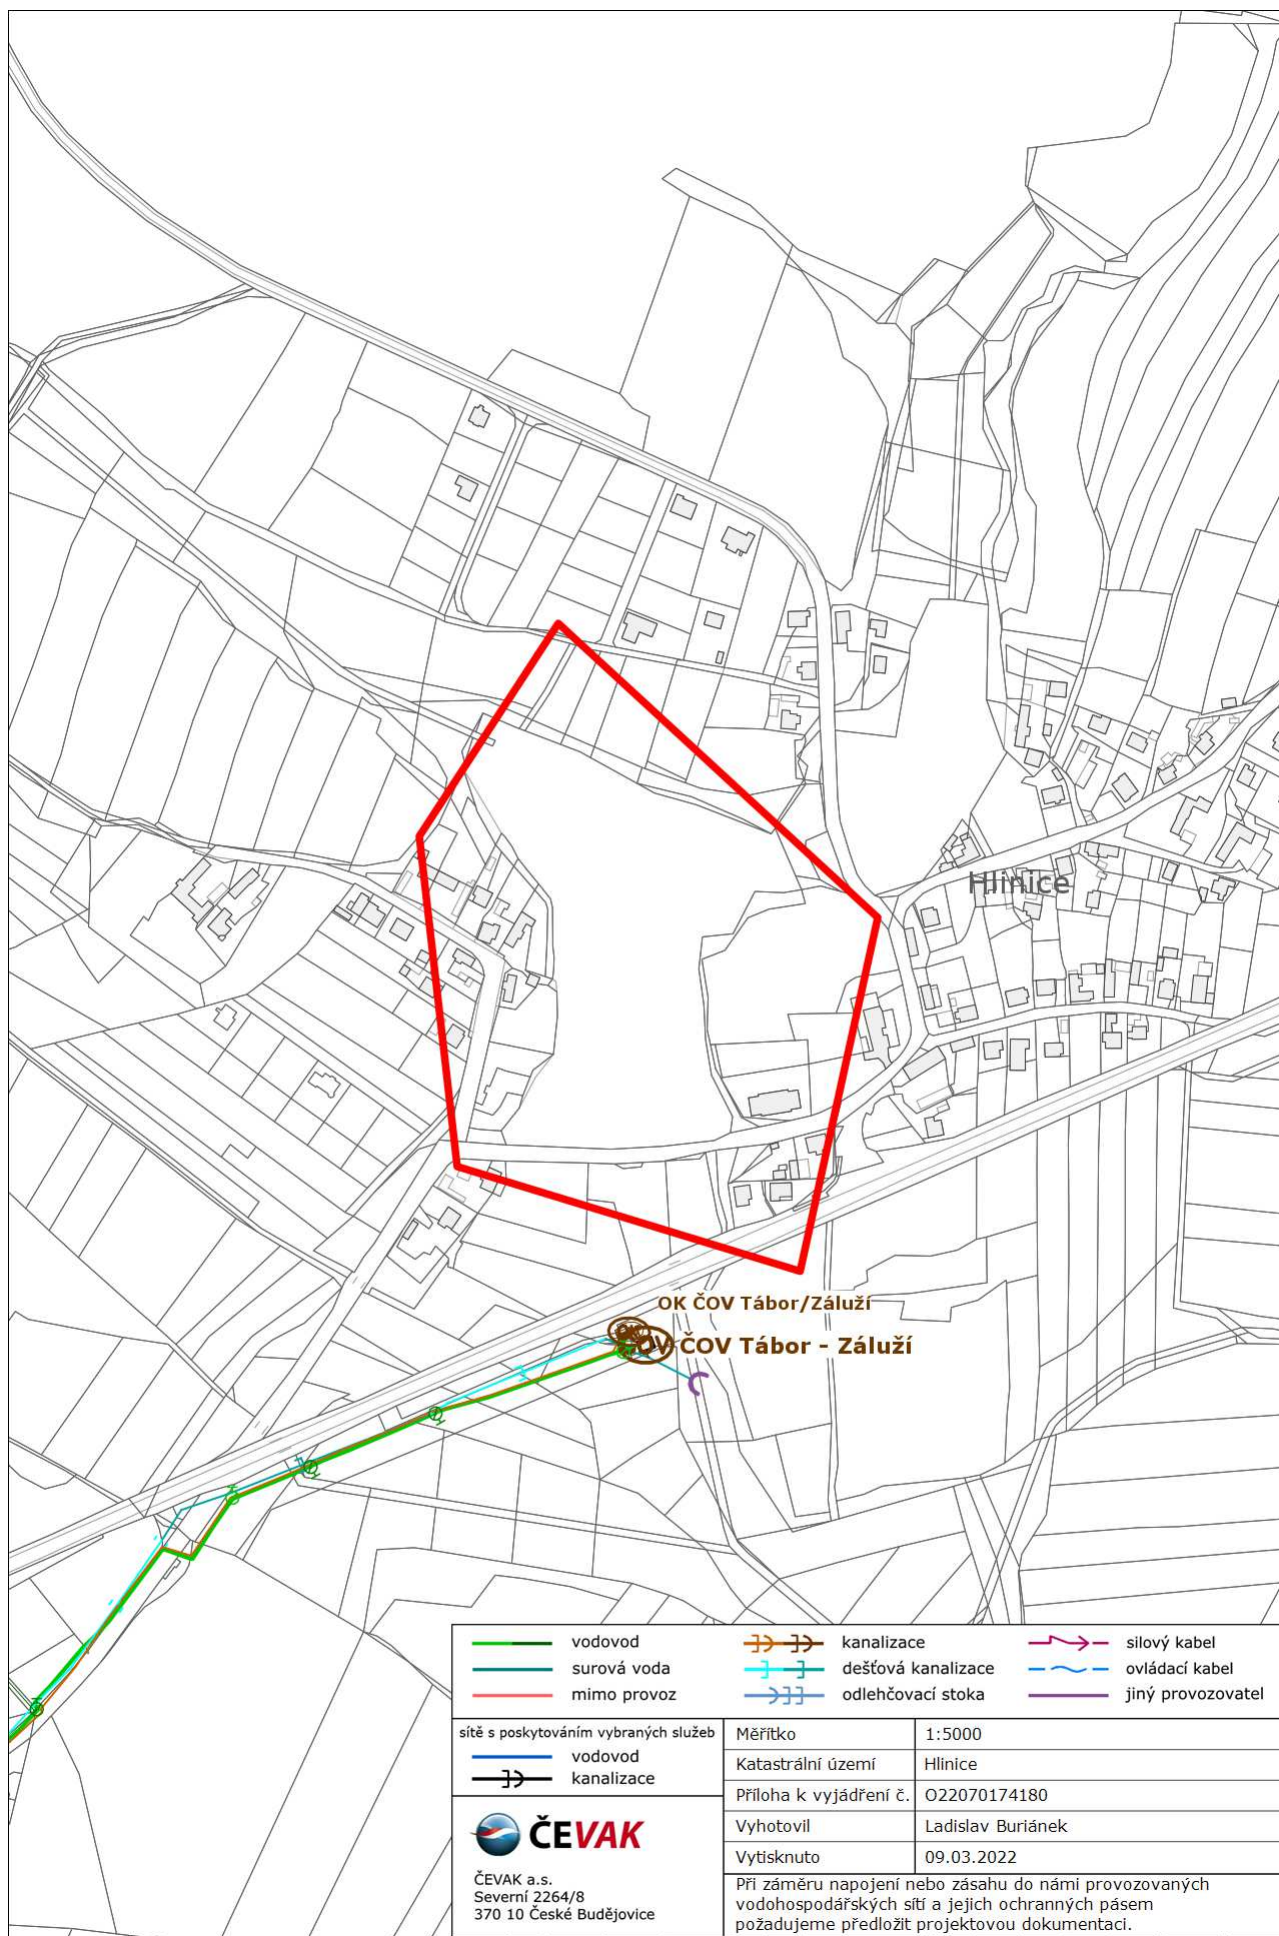 Hlinice
OK ČOV Tábor/Záluží
ČOV Tábor - Záluží
vodovod
surová voda
mimo provoz
kanalizace
dešťová kanalizace
odlehčovací stoka
silový kabel
ovládací kabel
jiný provozovatel
sítě s poskytováním vybraných služeb
vodovod
kanalizace
ČEVAK
ČEVAK a.s.
Severní 2264/8
370 10 České Budějovice
Měřítko 1:5000
Katastrální území Hlinice
Příloha k vyjádření č. O22070174180
Vyhotovil Ladislav Buriánek
Vytisknuto 09.03.2022
Při záměru napojení nebo zásahu do námi provozovaných
vodohospodářských sítí a jejich ochranných pásem
požadujeme předložit projektovou dokumentaci.